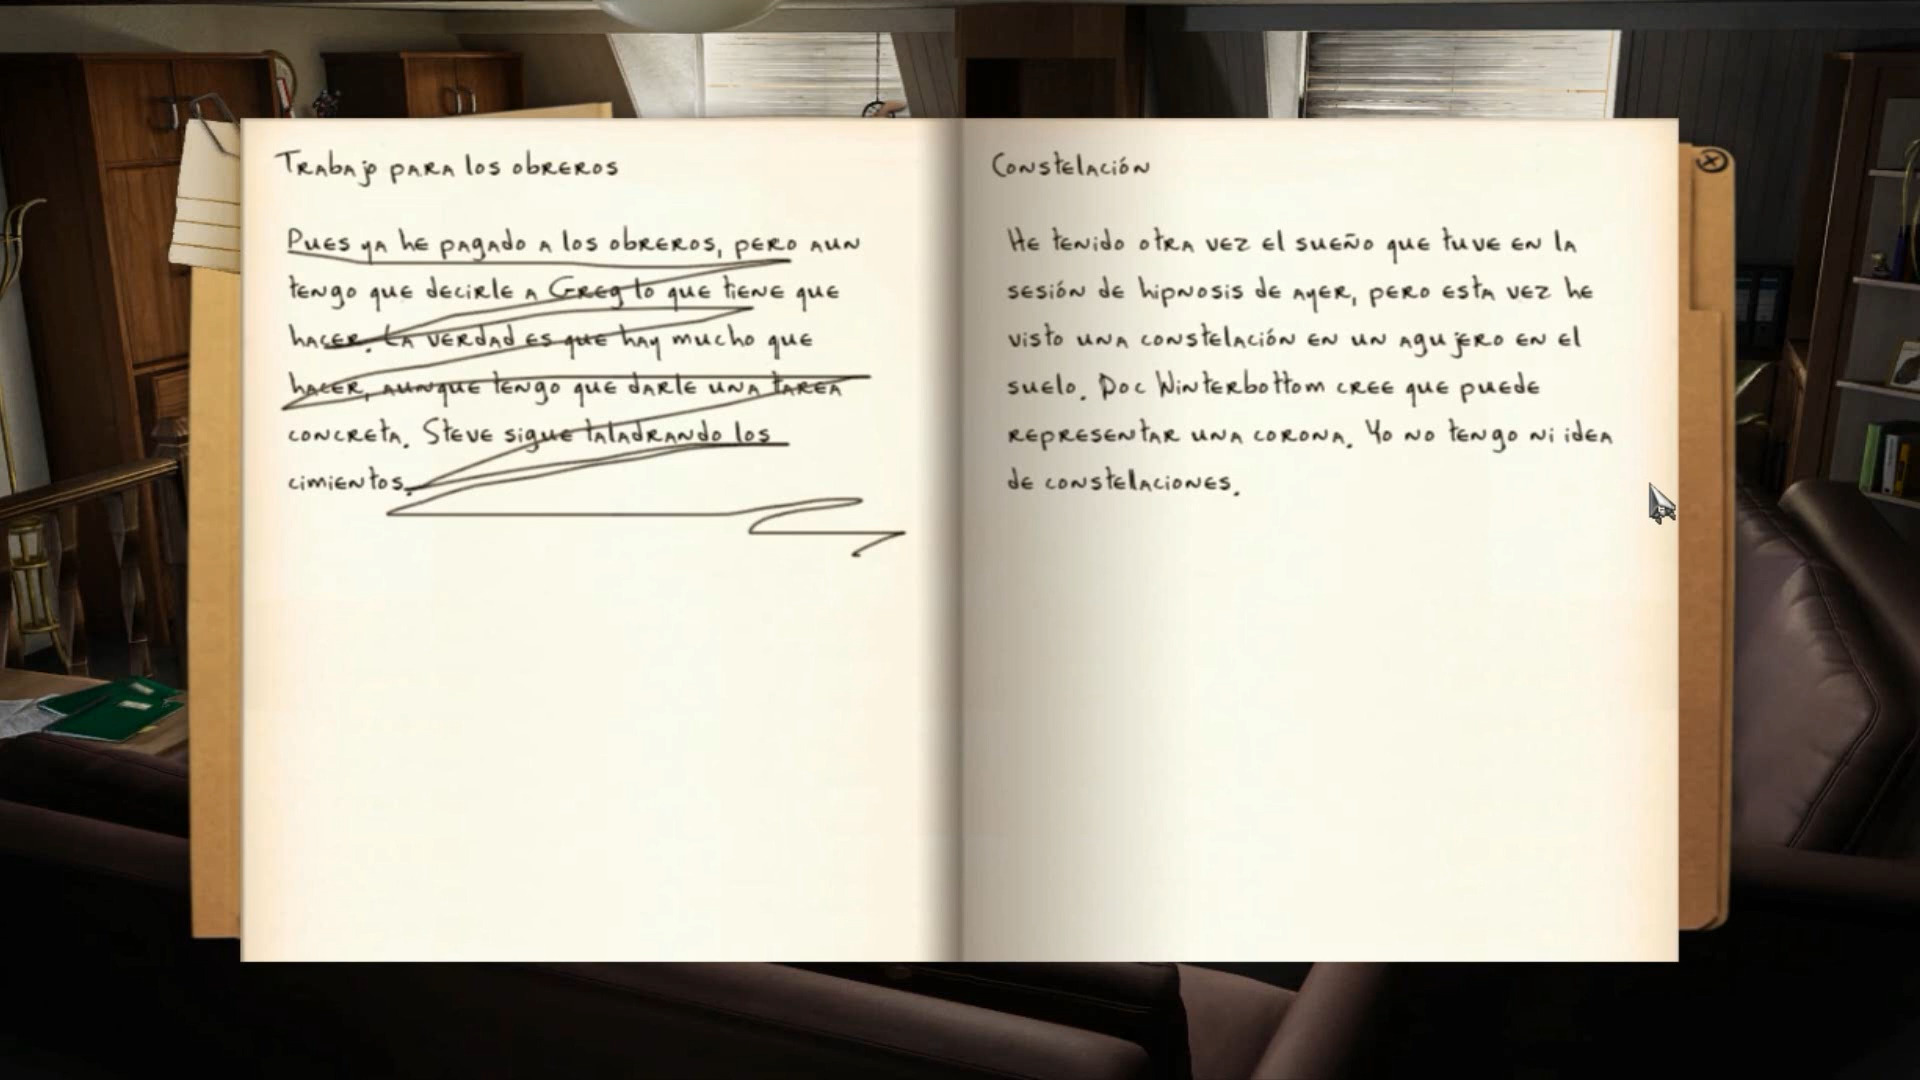 Trabajo para los obreros
Pues ya he pagado a los obreros, pero aun
tengo que decirle a Greg lo que tiene que
hacer. La verdad es que hay mucho que
hacer, aunque tengo que darle una tarea
concreta. Steve sigue taladrando los
cimientos.
Constelación
He tenido otra vez el sueño que tuve en la
sesión de hipnosis de ayer, pero esta vez he
visto una constelación en un agujero en el
suelo. Doc Winterbottom cree que puede
representar una corona. Yo no tengo ni idea
de constelaciones.